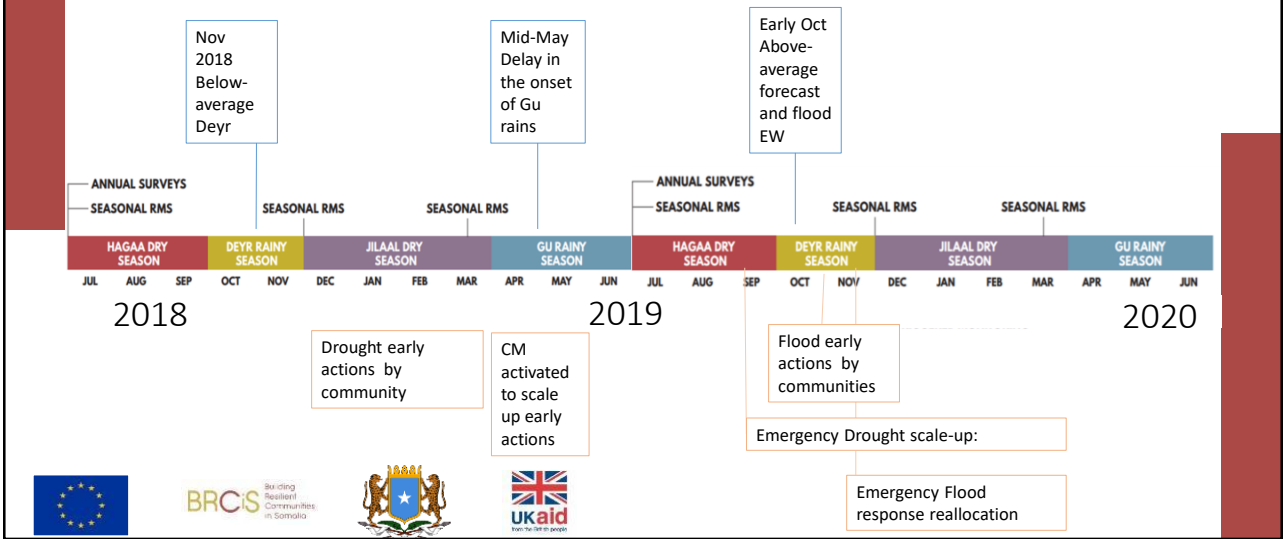 Nov
2018
Below-
average
Deyr
Mid-May
Delay in
the onset
of Gu
rains
Early Oct
Above-
average
forecast
and flood
EW
ANNUAL SURVEYS
SEASONAL RMS
SEASONAL RMS
SEASONAL RMS
ANNUAL SURVEYS
SEASONAL RMS
SEASONAL RMS
SEASONAL RMS
HAGAA DRY
SEASON
DEYR RAINY
SEASON
JILAAL DRY
SEASON
GU RAINY
SEASON
HAGAA DRY
SEASON
DEYR RAINY
SEASON
JILAAL DRY
SEASON
GU RAINY
SEASON
JUL AUG SEP OCT NOV DEC JAN FEB MAR APR MAY JUN JUL AUG SEP OCT NOV DEC JAN FEB MAR APR MAY JUN
2018 2019 2020
Drought early
actions by
community
CM
activated
to scale
up early
actions
Flood early
actions by
communities
Emergency Drought scale-up:
Emergency Flood
response reallocation
BRCiS
Building
Resilient
Communities
in Somalia
UKaid
from the British people